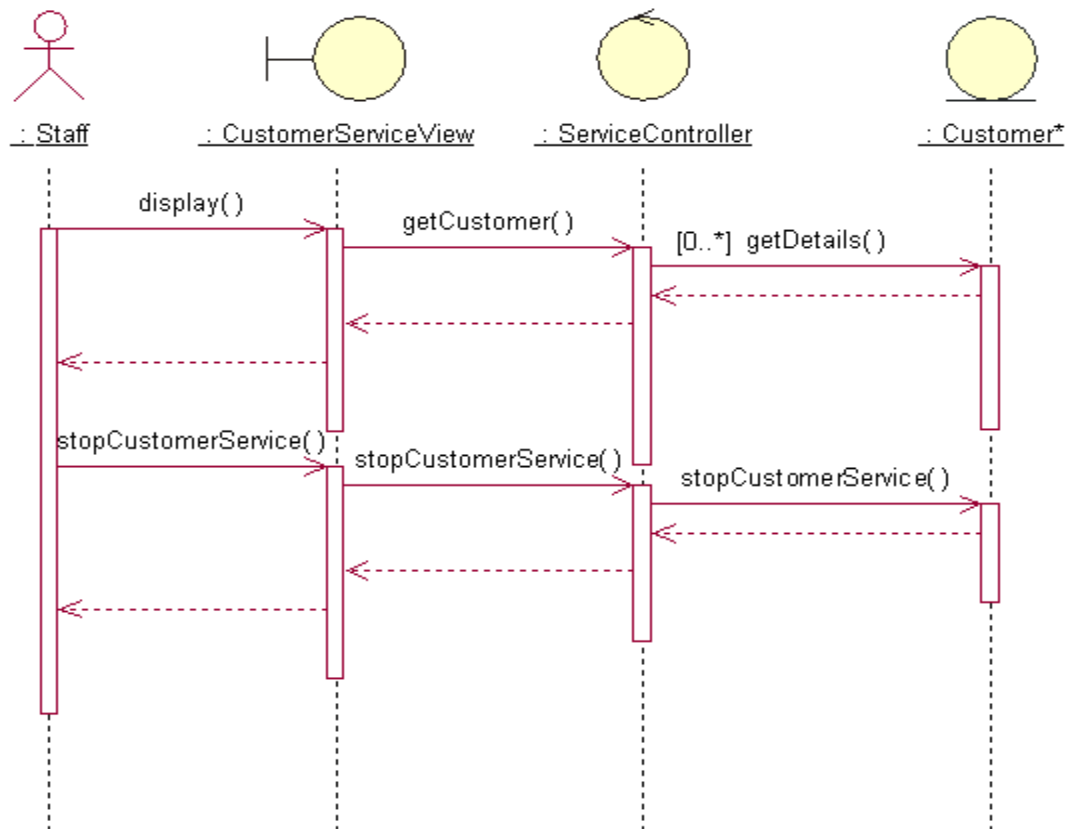 : Staff
: CustomerServiceView
: ServiceController
: Customer*
display( )
getCustomer( )
[0..*] getDetails( )
stopCustomerService( )
stopCustomerService( )
stopCustomerService( )